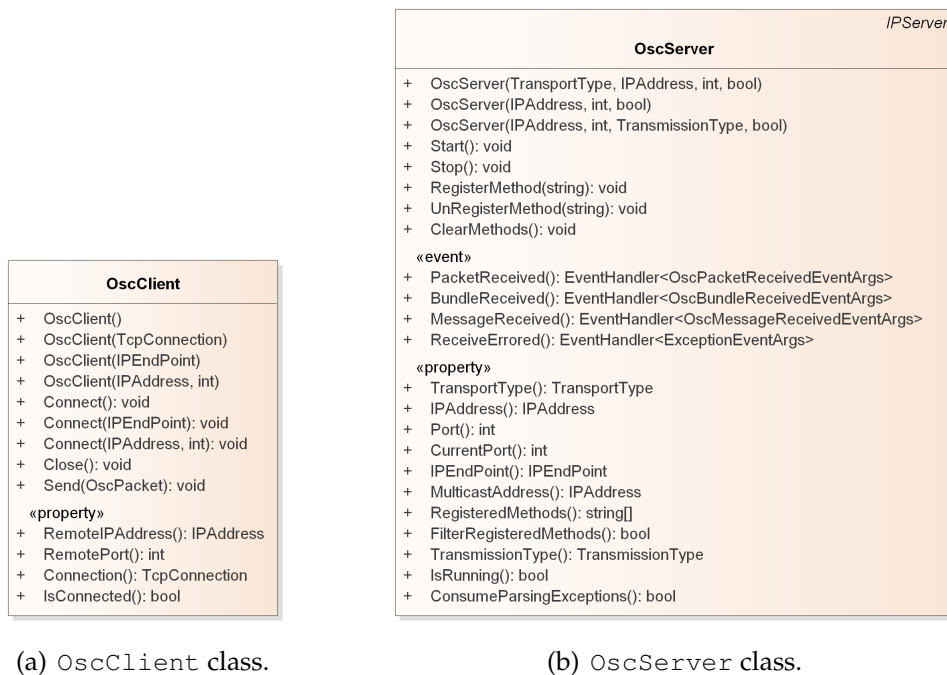 OscClient
+ OscClient()
+ OscClient(TcpConnection)
+ OscClient(IPEndPoint)
+ OscClient(IPAddress, int)
+ Connect(): void
+ Connect(IPEndPoint): void
+ Connect(IPAddress, int): void
+ Close(): void
+ Send(OscPacket): void
«property»
+ RemoteIPAddress(): IPAddress
+ RemotePort(): int
+ Connection(): TcpConnection
+ IsConnected(): bool
(a) OscClient class.
IPServer
OscServer
+ OscServer(TransportType, IPAddress, int, bool)
+ OscServer(IPAddress, int, bool)
+ OscServer(IPAddress, int, TransmissionType, bool)
+ Start(): void
+ Stop(): void
+ RegisterMethod(string): void
+ UnRegisterMethod(string): void
+ ClearMethods(): void
«event»
+ PacketReceived(): EventHandler<OscPacketReceivedEventArgs>
+ BundleReceived(): EventHandler<OscBundleReceivedEventArgs>
+ MessageReceived(): EventHandler<OscMessageReceivedEventArgs>
+ ReceiveErrored(): EventHandler<ExceptionEventArgs>
«property»
+ TransportType(): TransportType
+ IPAddress(): IPAddress
+ Port(): int
+ CurrentPort(): int
+ IPEndPoint(): IPEndPoint
+ MulticastAddress(): IPAddress
+ RegisteredMethods(): string[]
+ FilterRegisteredMethods(): bool
+ TransmissionType(): TransmissionType
+ IsRunning(): bool
+ ConsumeParsingExceptions(): bool
(b) OscServer class.